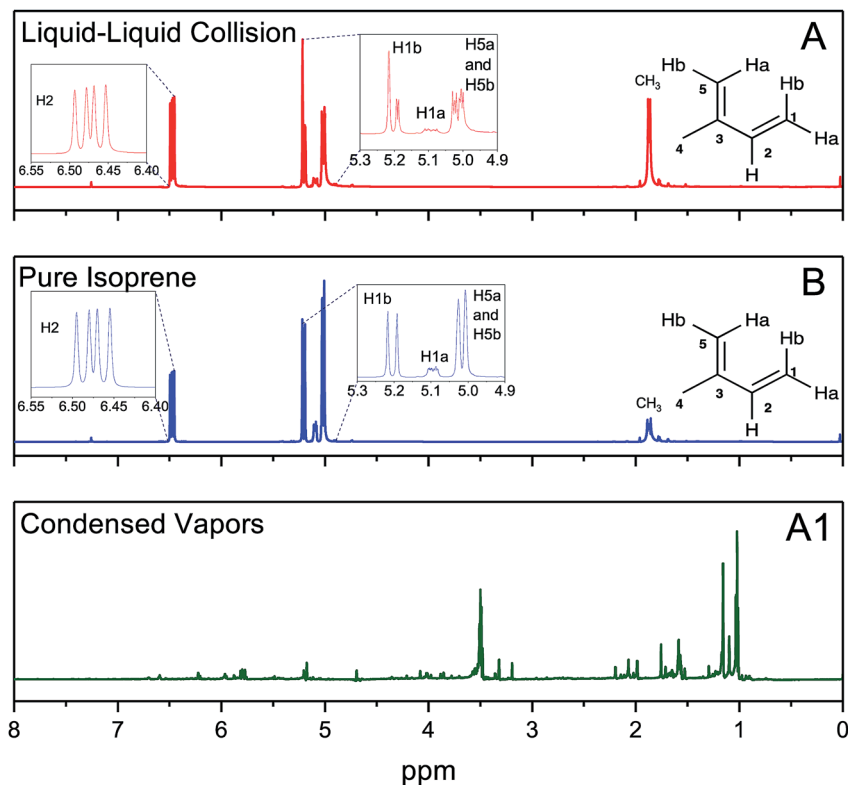 Liquid-Liquid Collision
A
H2
6.55 6.50 6.45 6.40
H1b
H1a
H5a
and
H5b
5.3 5.2 5.1 5.0 4.9
CH3
Hb
Ha
Hb
5
1
Ha
4
3
2
H
Pure Isoprene
B
H2
6.55 6.50 6.45 6.40
H1b
H1a
H5a
and
H5b
5.3 5.2 5.1 5.0 4.9
CH3
Hb
Ha
Hb
5
1
Ha
4
3
2
H
Condensed Vapors
A1
8 7 6 5 4 3 2 1 0
ppm